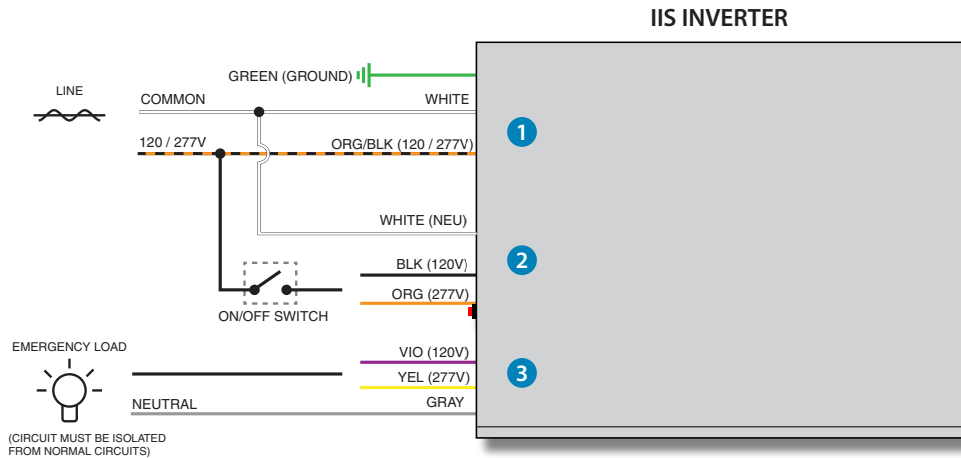 IIS INVERTER
GREEN (GROUND)
LINE
COMMON
WHITE
120 / 277V
ORG/BLK (120 / 277V)
1
WHITE (NEU)
BLK (120V)
2
ORG (277V)
ON/OFF SWITCH
EMERGENCY LOAD
VIO (120V)
YEL (277V)
3
NEUTRAL
GRAY
(CIRCUIT MUST BE ISOLATED
FROM NORMAL CIRCUITS)